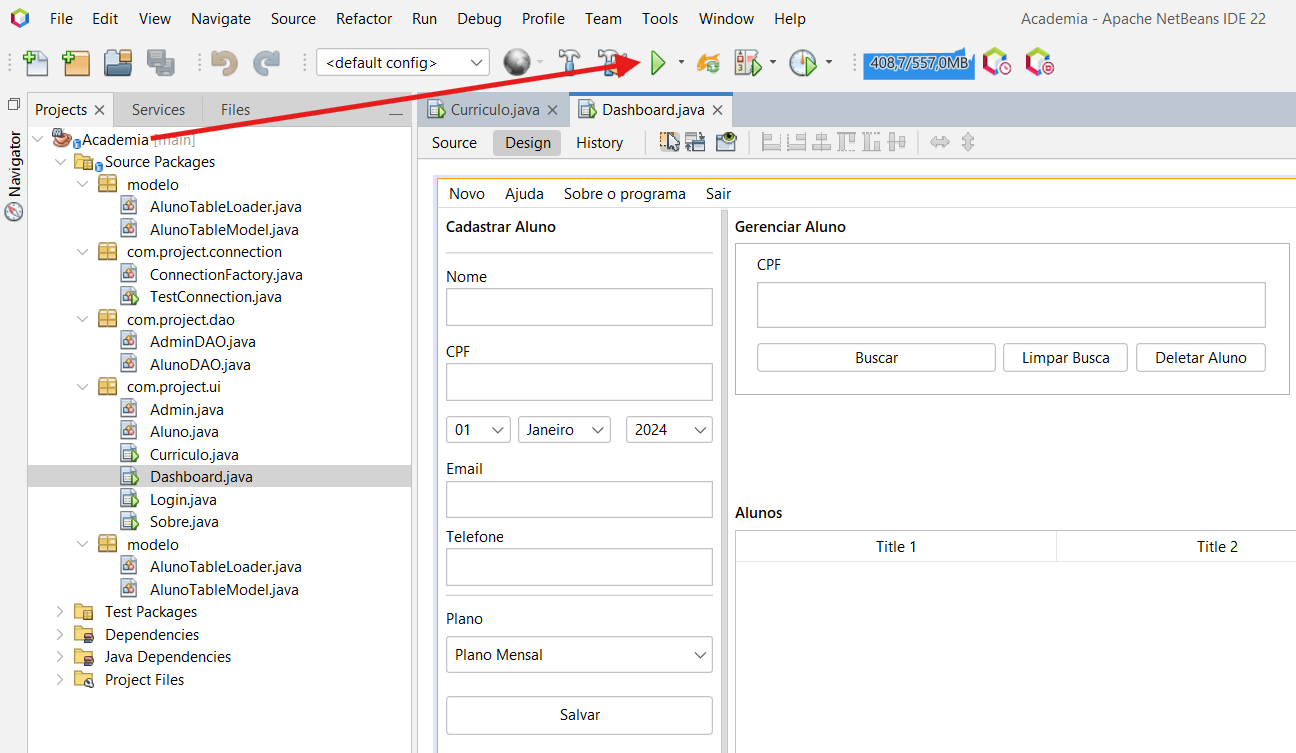 File Edit View Navigate Source Refactor Run Debug Profile Team Tools Window Help
Academia - Apache NetBeans IDE 22
<default config>
408,7/557,0MB
Projects Services Files
Navigator
Academia [main]
Source Packages
modelo
AlunoTableLoader.java
AlunoTableModel.java
com.project.connection
ConnectionFactory.java
TestConnection.java
com.project.dao
AdminDAO.java
AlunoDAO.java
com.project.ui
Admin.java
Aluno.java
Curriculo.java
Dashboard.java
Login.java
Sobre.java
modelo
AlunoTableLoader.java
AlunoTableModel.java
Test Packages
Dependencies
Java Dependencies
Project Files
Curriculo.java Dashboard.java
Source Design History
Novo Ajuda Sobre o programa Sair
Cadastrar Aluno
Nome
CPF
01 Janeiro 2024
Email
Telefone
Plano
Plano Mensal
Salvar
Gerenciar Aluno
CPF
Buscar Limpar Busca Deletar Aluno
Alunos
Title 1 Title 2